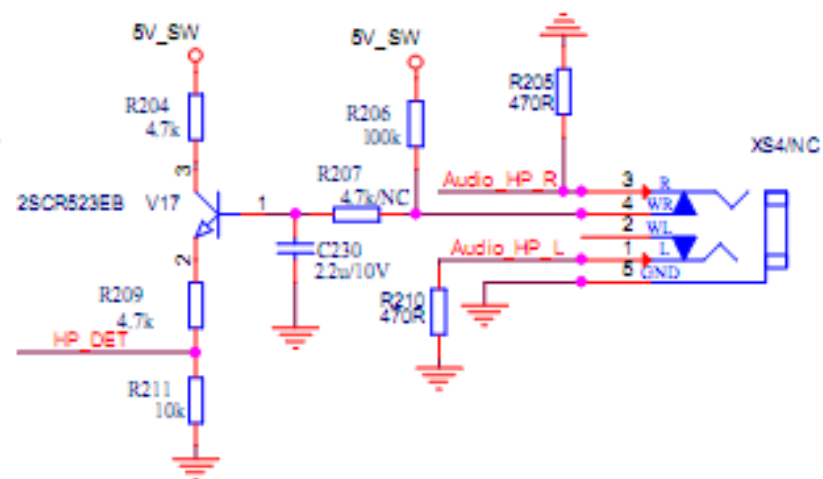 5V_SW
R204
4.7k
3
2SCR523EB
V17
1
2
R209
4.7k
HP_DET
R211
10k
5V_SW
R206
100k
R207
4.7k/NC
C230
2.2u/10V
R205
470R
Audio_HP_R
Audio_HP_L
R210
470R
3 R
4 WR
2 WL
1 L
5 GND
XS4/NC